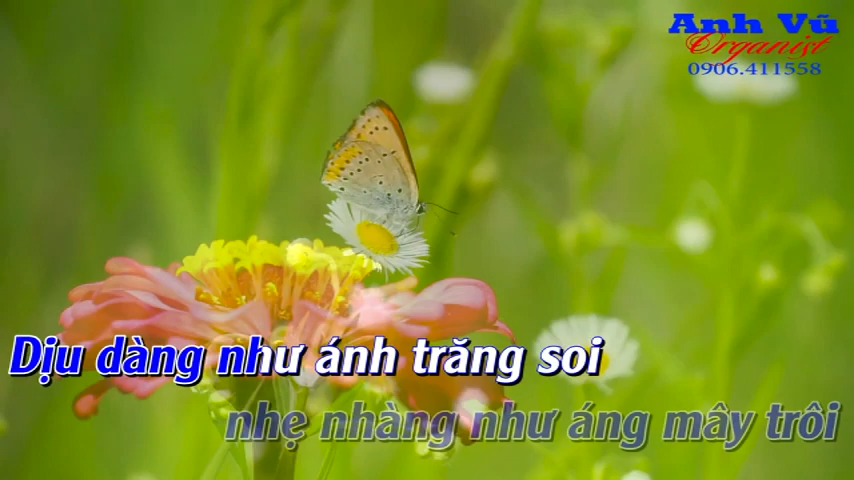 Anh Vũ
Organist
0906.411558
Dịu dàng như ánh trăng soi
nhẹ nhàng như áng mây trôi